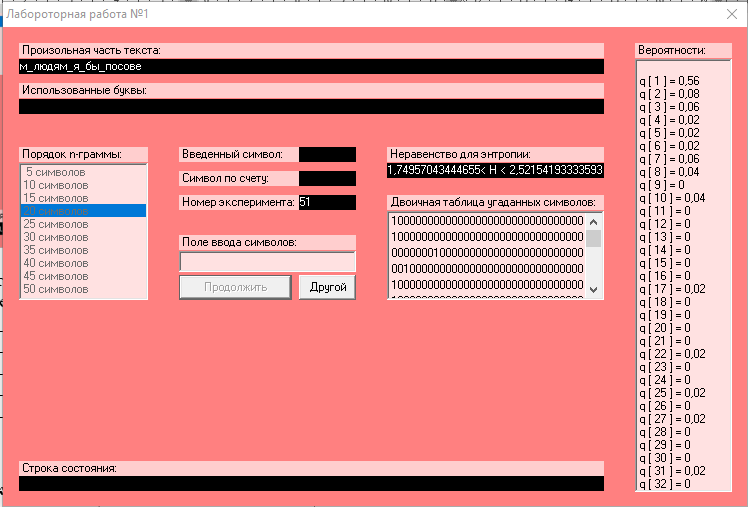 Лабороторная работа №1
Произольная часть текста:
м_людям_я_бы_посове
Использованные буквы:
Порядок n-граммы:
5 символов
10 символов
15 символов
20 символов
25 символов
30 символов
35 символов
40 символов
45 символов
50 символов
Введенный символ:
Символ по счету:
Номер эксперимента: 51
Поле ввода символов:
Продолжить
Другой
Неравенство для энтропии:
1,74957043444655< H < 2,52154193333593
Двоичная таблица угаданных символов:
10000000000000000000000000000000
10000000000000000000000000000000
00000001000000000000000000000000
00100000000000000000000000000000
10000000000000000000000000000000
Строка состояния:
Вероятности:
q [ 1 ] = 0,56
q [ 2 ] = 0,08
q [ 3 ] = 0,06
q [ 4 ] = 0,02
q [ 5 ] = 0,02
q [ 6 ] = 0,02
q [ 7 ] = 0,06
q [ 8 ] = 0,04
q [ 9 ] = 0
q [ 10 ] = 0,04
q [ 11 ] = 0
q [ 12 ] = 0
q [ 13 ] = 0
q [ 14 ] = 0
q [ 15 ] = 0
q [ 16 ] = 0
q [ 17 ] = 0,02
q [ 18 ] = 0
q [ 19 ] = 0
q [ 20 ] = 0
q [ 21 ] = 0
q [ 22 ] = 0,02
q [ 23 ] = 0
q [ 24 ] = 0
q [ 25 ] = 0,02
q [ 26 ] = 0
q [ 27 ] = 0,02
q [ 28 ] = 0
q [ 29 ] = 0
q [ 30 ] = 0
q [ 31 ] = 0,02
q [ 32 ] = 0